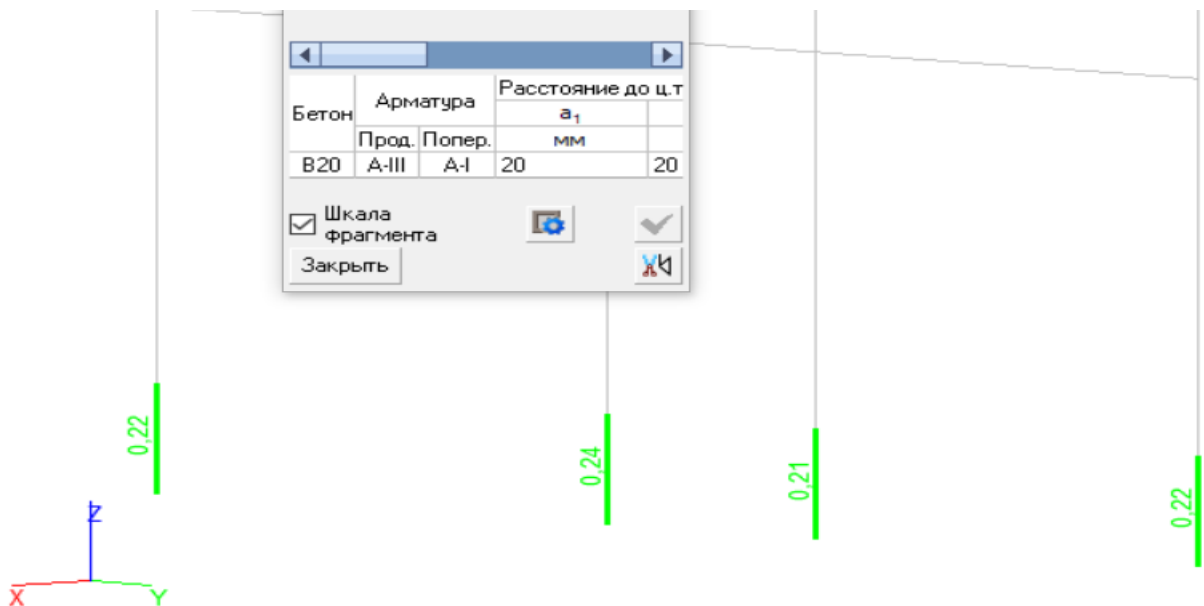 Бетон Арматура Расстояние до ц.т
a₁
Прод. Попер. мм
B20 A-III A-I 20 20
Шкала
фрагмента
Закрыть
0,22
0,24
0,21
0,22
Z
X Y